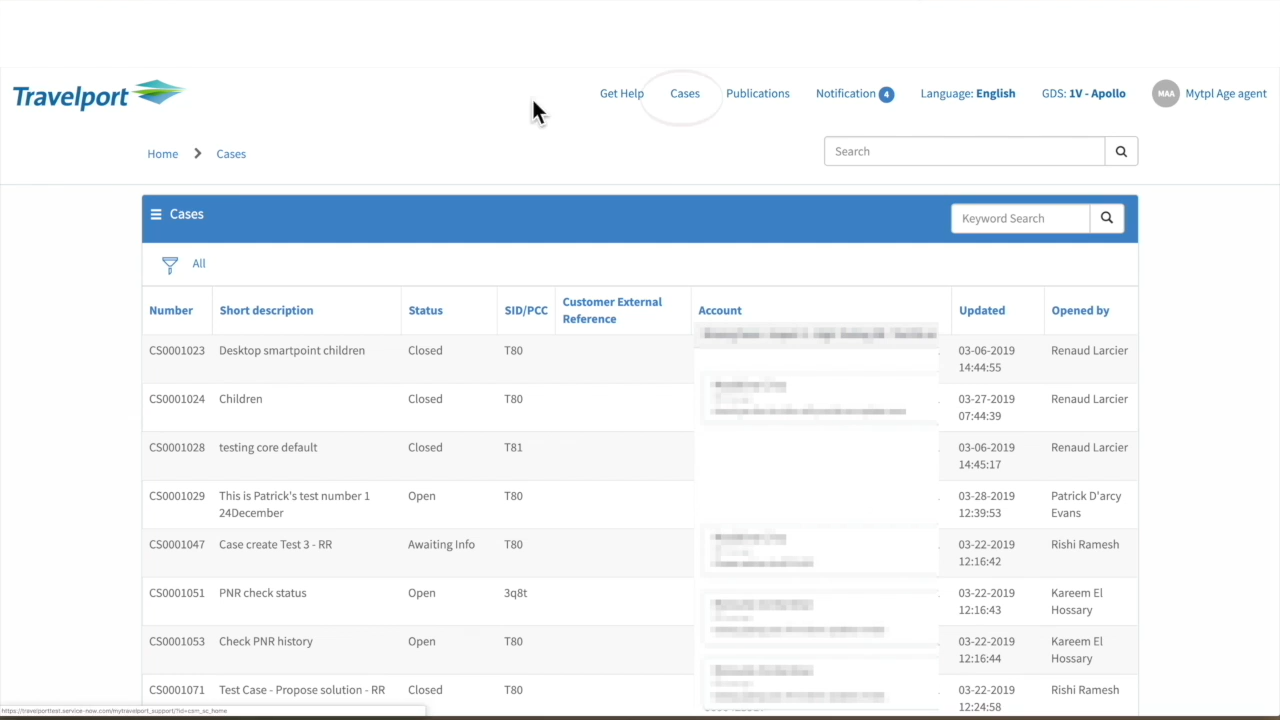 Travelport
Get Help Cases Publications Notification 4 Language: English GDS: 1V - Apollo MAA Mytpl Age agent
Home Cases
Search
Cases
Keyword Search
All
Number Short description Status SID/PCC Customer External Reference Account Updated Opened by
CS0001023 Desktop smartpoint children Closed T80 03-06-2019 14:44:55 Renaud Larcier
CS0001024 Children Closed T80 03-27-2019 07:44:39 Renaud Larcier
CS0001028 testing core default Closed T81 03-06-2019 14:45:17 Renaud Larcier
CS0001029 This is Patrick's test number 1 24December Open T80 03-28-2019 12:39:53 Patrick D'arcy Evans
CS0001047 Case create Test 3 - RR Awaiting Info T80 03-22-2019 12:16:42 Rishi Ramesh
CS0001051 PNR check status Open 3q8t 03-22-2019 12:16:43 Kareem El Hossary
CS0001053 Check PNR history Open T80 03-22-2019 12:16:44 Kareem El Hossary
CS0001071 Test Case - Propose solution - RR Closed T80 03-22-2019 12:24:58 Rishi Ramesh
https://travelporttest.service-now.com/mytravelport_support/?id=csm_sc_home